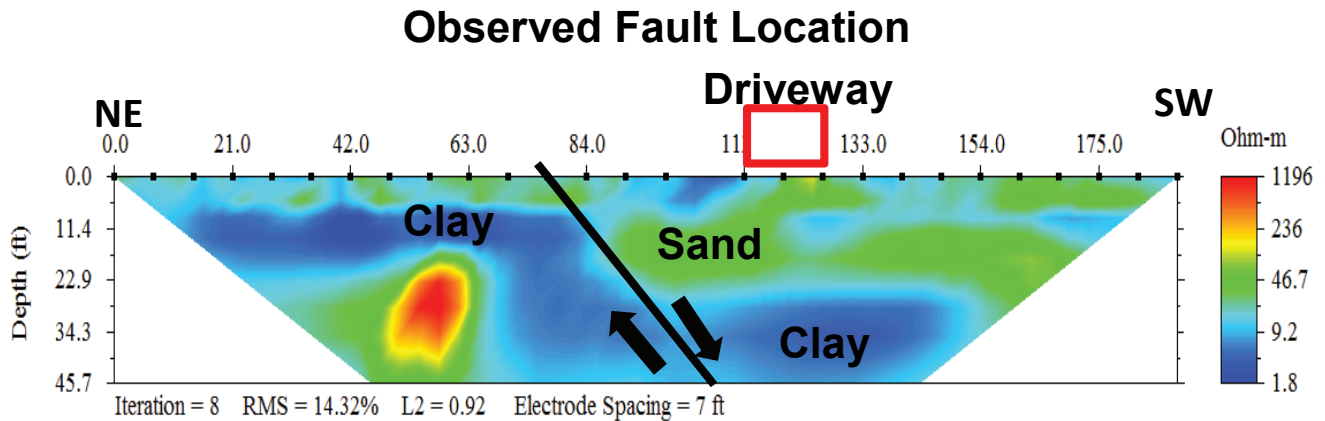 Observed Fault Location
Driveway
NE
SW
0.0 21.0 42.0 63.0 84.0 133.0 154.0 175.0
Ohm-m
0.0
11.4
22.9
34.3
45.7
Depth (ft)
Clay
Sand
Clay
1196
236
46.7
9.2
1.8
Iteration = 8 RMS = 14.32% L2 = 0.92 Electrode Spacing = 7 ft